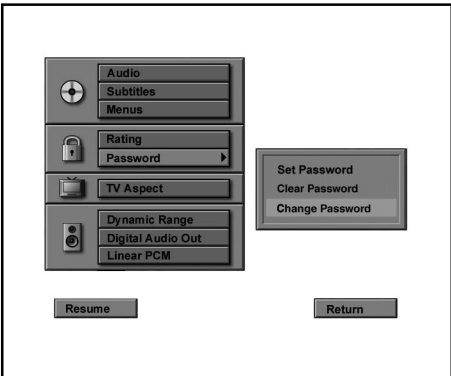 Audio
Subtitles
Menus
Rating
Password
TV Aspect
Dynamic Range
Digital Audio Out
Linear PCM
Set Password
Clear Password
Change Password
Resume
Return